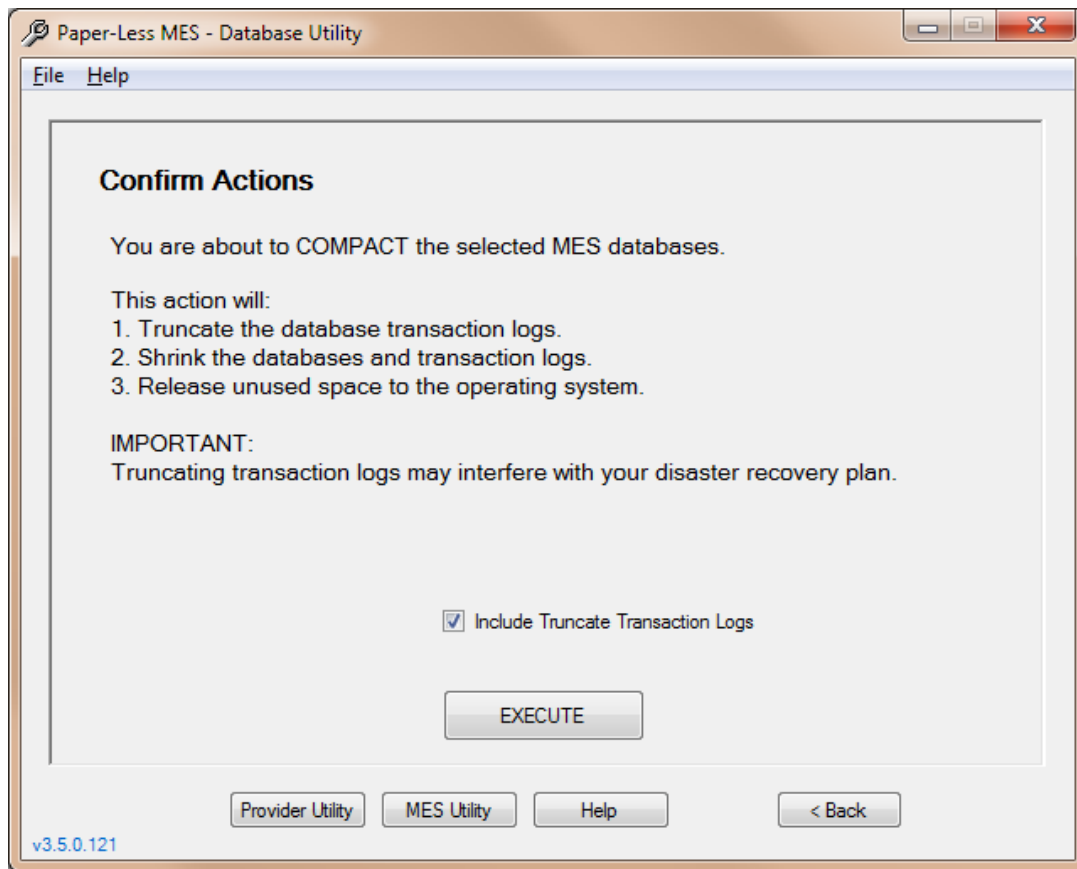 Paper-Less MES - Database Utility
File Help
Confirm Actions
You are about to COMPACT the selected MES databases.
This action will:
1. Truncate the database transaction logs.
2. Shrink the databases and transaction logs.
3. Release unused space to the operating system.
IMPORTANT:
Truncating transaction logs may interfere with your disaster recovery plan.
Include Truncate Transaction Logs
EXECUTE
Provider Utility MES Utility Help < Back
v3.5.0.121